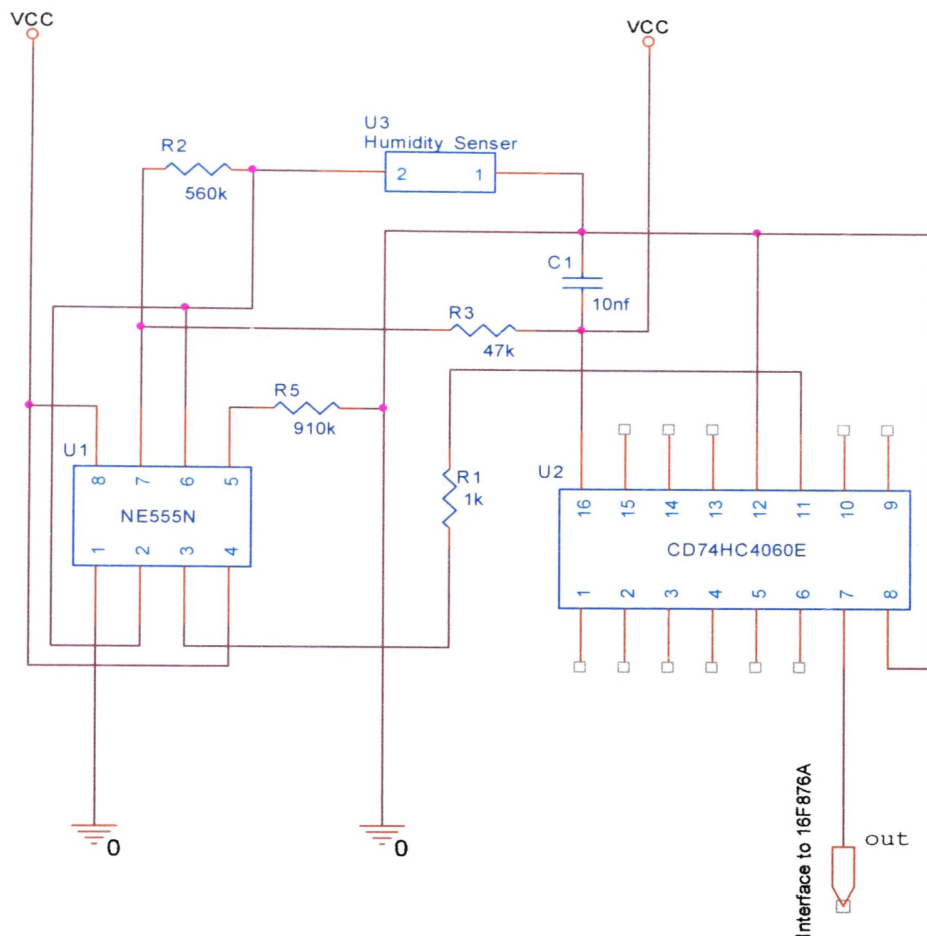 VCC
VCC
U3
Humidity Senser
R2
2 1
560k
C1
10nf
R3
47k
R5
910k
U1
8 7 6 5
NE555N
1 2 3 4
R1
1k
U2
16 15 14 13 12 11 10 9
CD74HC4060E
1 2 3 4 5 6 7 8
Interface to 16F876A
out
0
0